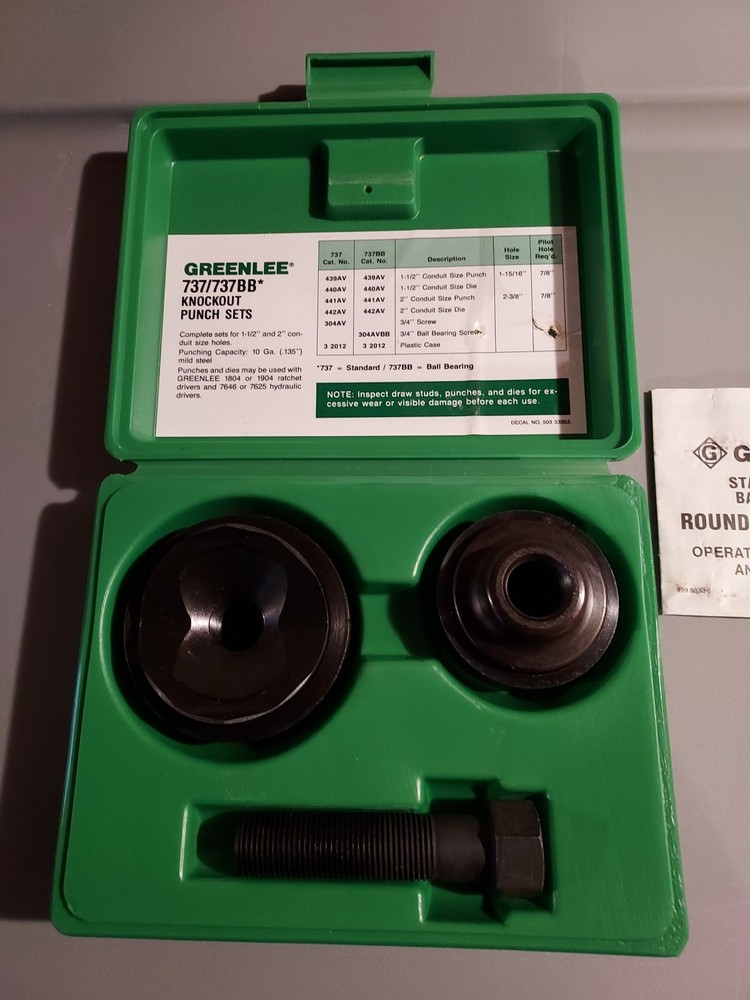 GREENLEE®
737/737BB*
KNOCKOUT
PUNCH SETS
Complete sets for 1-1/2" and 2" con-
duit size holes.
Punching Capacity: 10 Ga. (.135")
mild steel
Punches and dies may be used with
GREENLEE 1804 or 1904 ratchet
drivers and 7646 or 7625 hydraulic
drivers.
737 Cat. No. 737BB Cat. No. Description Hole Size Pilot Hole Req'd.
439AV 439AV 1-1/2" Conduit Size Punch 1-15/16" 7/8"
440AV 440AV 1-1/2" Conduit Size Die
441AV 441AV 2" Conduit Size Punch 2-3/8" 7/8"
442AV 442AV 2" Conduit Size Die
304AV 3/4" Screw
304AVBB 3/4" Ball Bearing Screw
3 2012 3 2012 Plastic Case
*737 = Standard / 737BB = Ball Bearing
NOTE: Inspect draw studs, punches, and dies for ex-
cessive wear or visible damage before each use.
DECAL NO. 503
G G
STA
BA
ROUND
OPERAT
AN